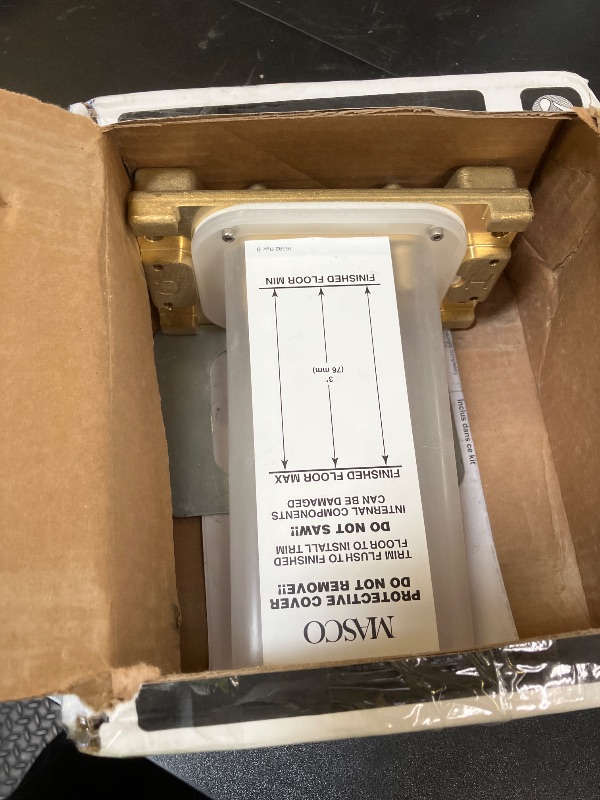 MASCO
PROTECTIVE COVER
DO NOT REMOVE!!
TRIM FLUSH TO FINISHED
FLOOR TO INSTALL TRIM
DO NOT SAW!!
INTERNAL COMPONENTS
CAN BE DAMAGED
FINISHED FLOOR MAX
3"
(76 mm)
FINISHED FLOOR MIN
Inclus dans ce kit